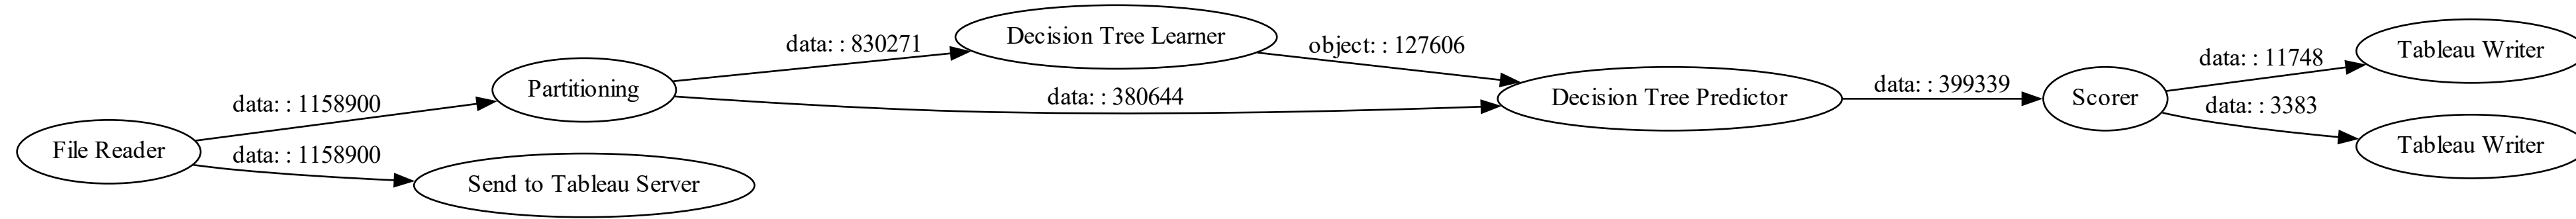 File Reader
data: : 1158900
data: : 1158900
Partitioning
Send to Tableau Server
data: : 830271
data: : 380644
Decision Tree Learner
object: : 127606
Decision Tree Predictor
data: : 399339
Scorer
data: : 11748
data: : 3383
Tableau Writer
Tableau Writer